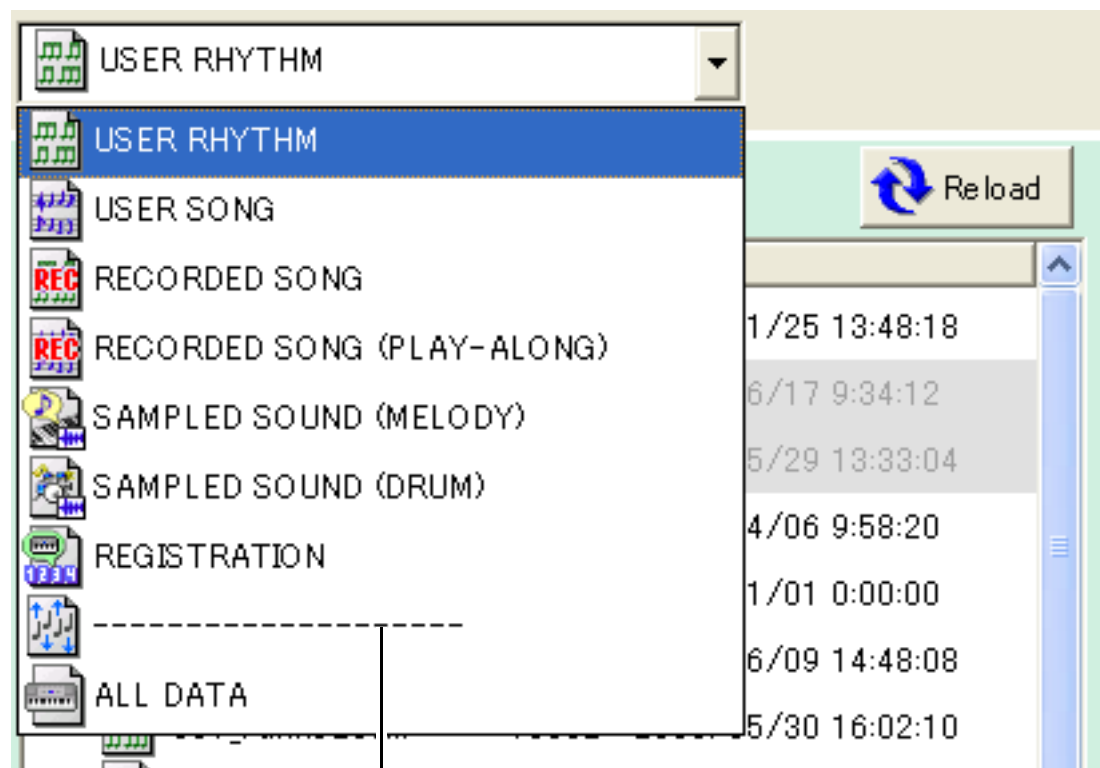 USER RHYTHM
USER RHYTHM
USER SONG
Reload
REC
RECORDED SONG
REC
RECORDED SONG (PLAY-ALONG)
1/25 13:48:18
6/17 9:34:12
SAMPLED SOUND (MELODY)
5/29 13:33:04
SAMPLED SOUND (DRUM)
4/06 9:58:20
1234
REGISTRATION
1/01 0:00:00
--------------------
6/09 14:48:08
ALL DATA
5/30 16:02:10